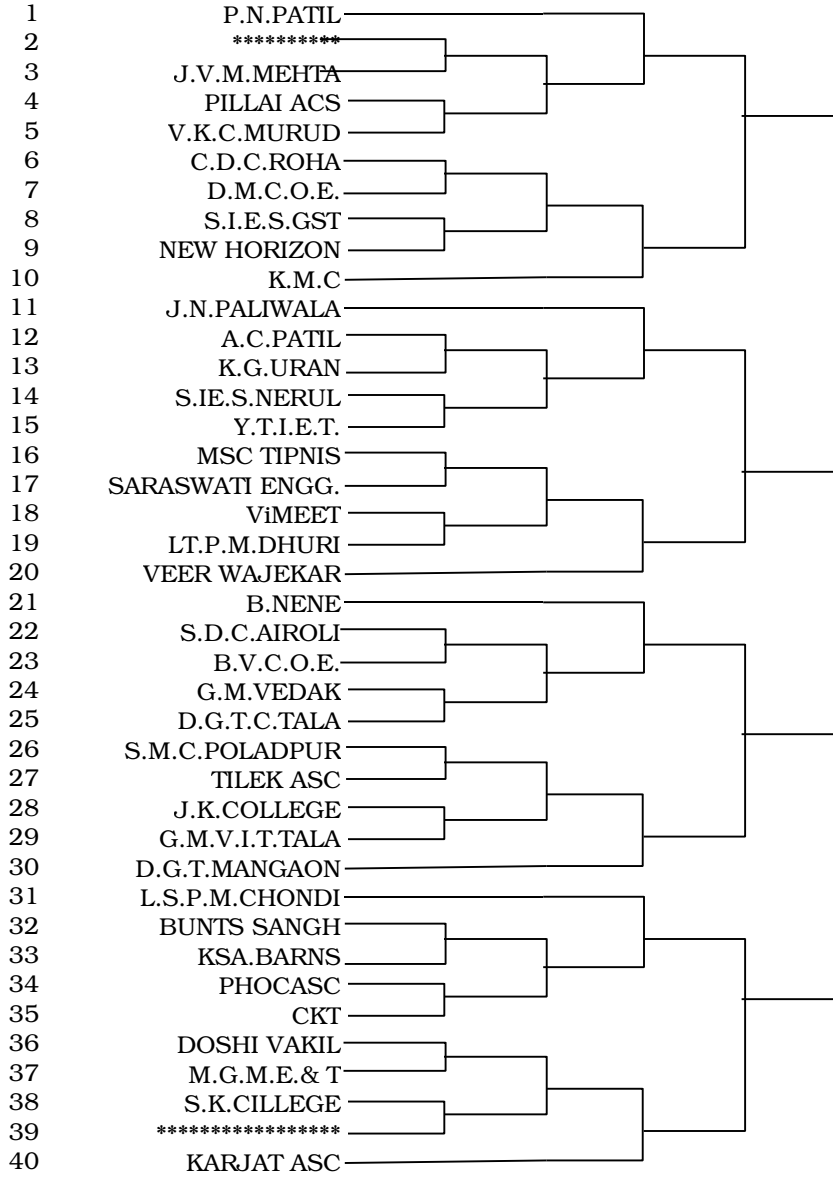 1 P.N.PATIL
2 **********
3 J.V.M.MEHTA
4 PILLAI ACS
5 V.K.C.MURUD
6 C.D.C.ROHA
7 D.M.C.O.E.
8 S.I.E.S.GST
9 NEW HORIZON
10 K.M.C
11 J.N.PALIWALA
12 A.C.PATIL
13 K.G.URAN
14 S.IE.S.NERUL
15 Y.T.I.E.T.
16 MSC TIPNIS
17 SARASWATI ENGG.
18 ViMEET
19 LT.P.M.DHURI
20 VEER WAJEKAR
21 B.NENE
22 S.D.C.AIROLI
23 B.V.C.O.E.
24 G.M.VEDAK
25 D.G.T.C.TALA
26 S.M.C.POLADPUR
27 TILEK ASC
28 J.K.COLLEGE
29 G.M.V.I.T.TALA
30 D.G.T.MANGAON
31 L.S.P.M.CHONDI
32 BUNTS SANGH
33 KSA.BARNS
34 PHOCASC
35 CKT
36 DOSHI VAKIL
37 M.G.M.E.& T
38 S.K.CILLEGE
39 *****************
40 KARJAT ASC